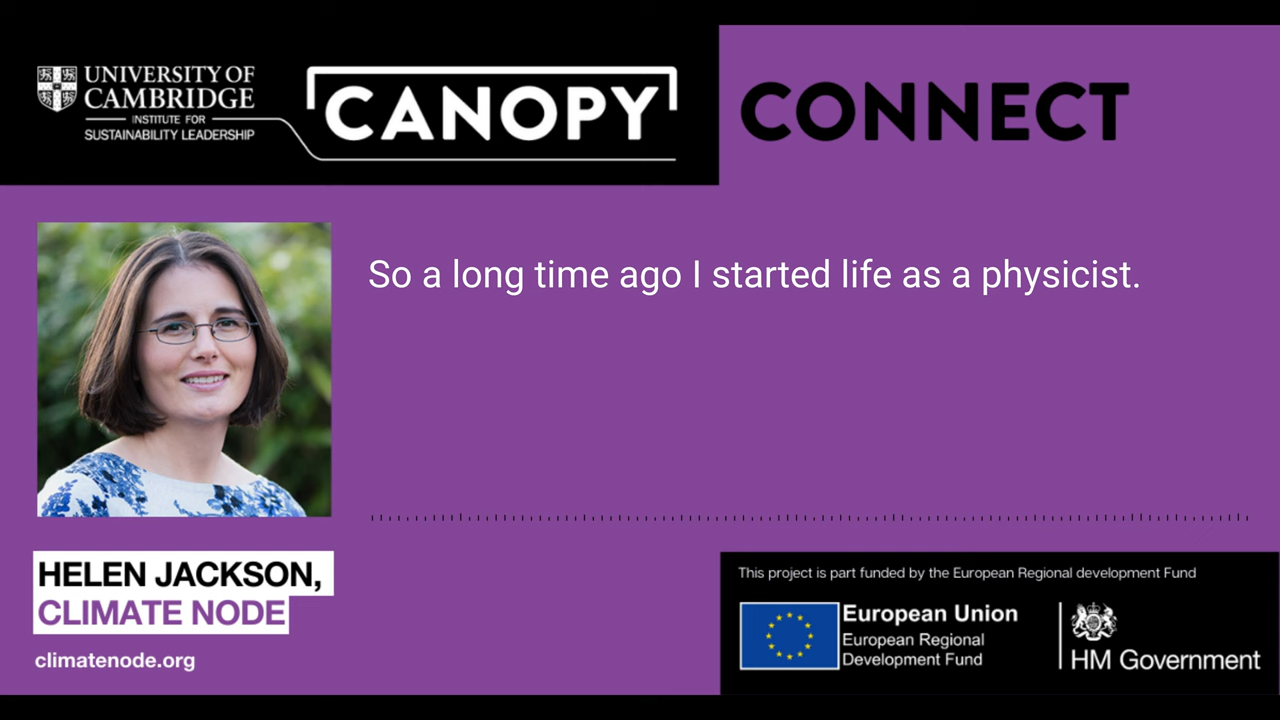 UNIVERSITY OF
CAMBRIDGE
INSTITUTE FOR
SUSTAINABILITY LEADERSHIP
CANOPY
CONNECT
So a long time ago I started life as a physicist.
HELEN JACKSON,
CLIMATE NODE
climatenode.org
This project is part funded by the European Regional development Fund
European Union
European Regional
Development Fund
HM Government